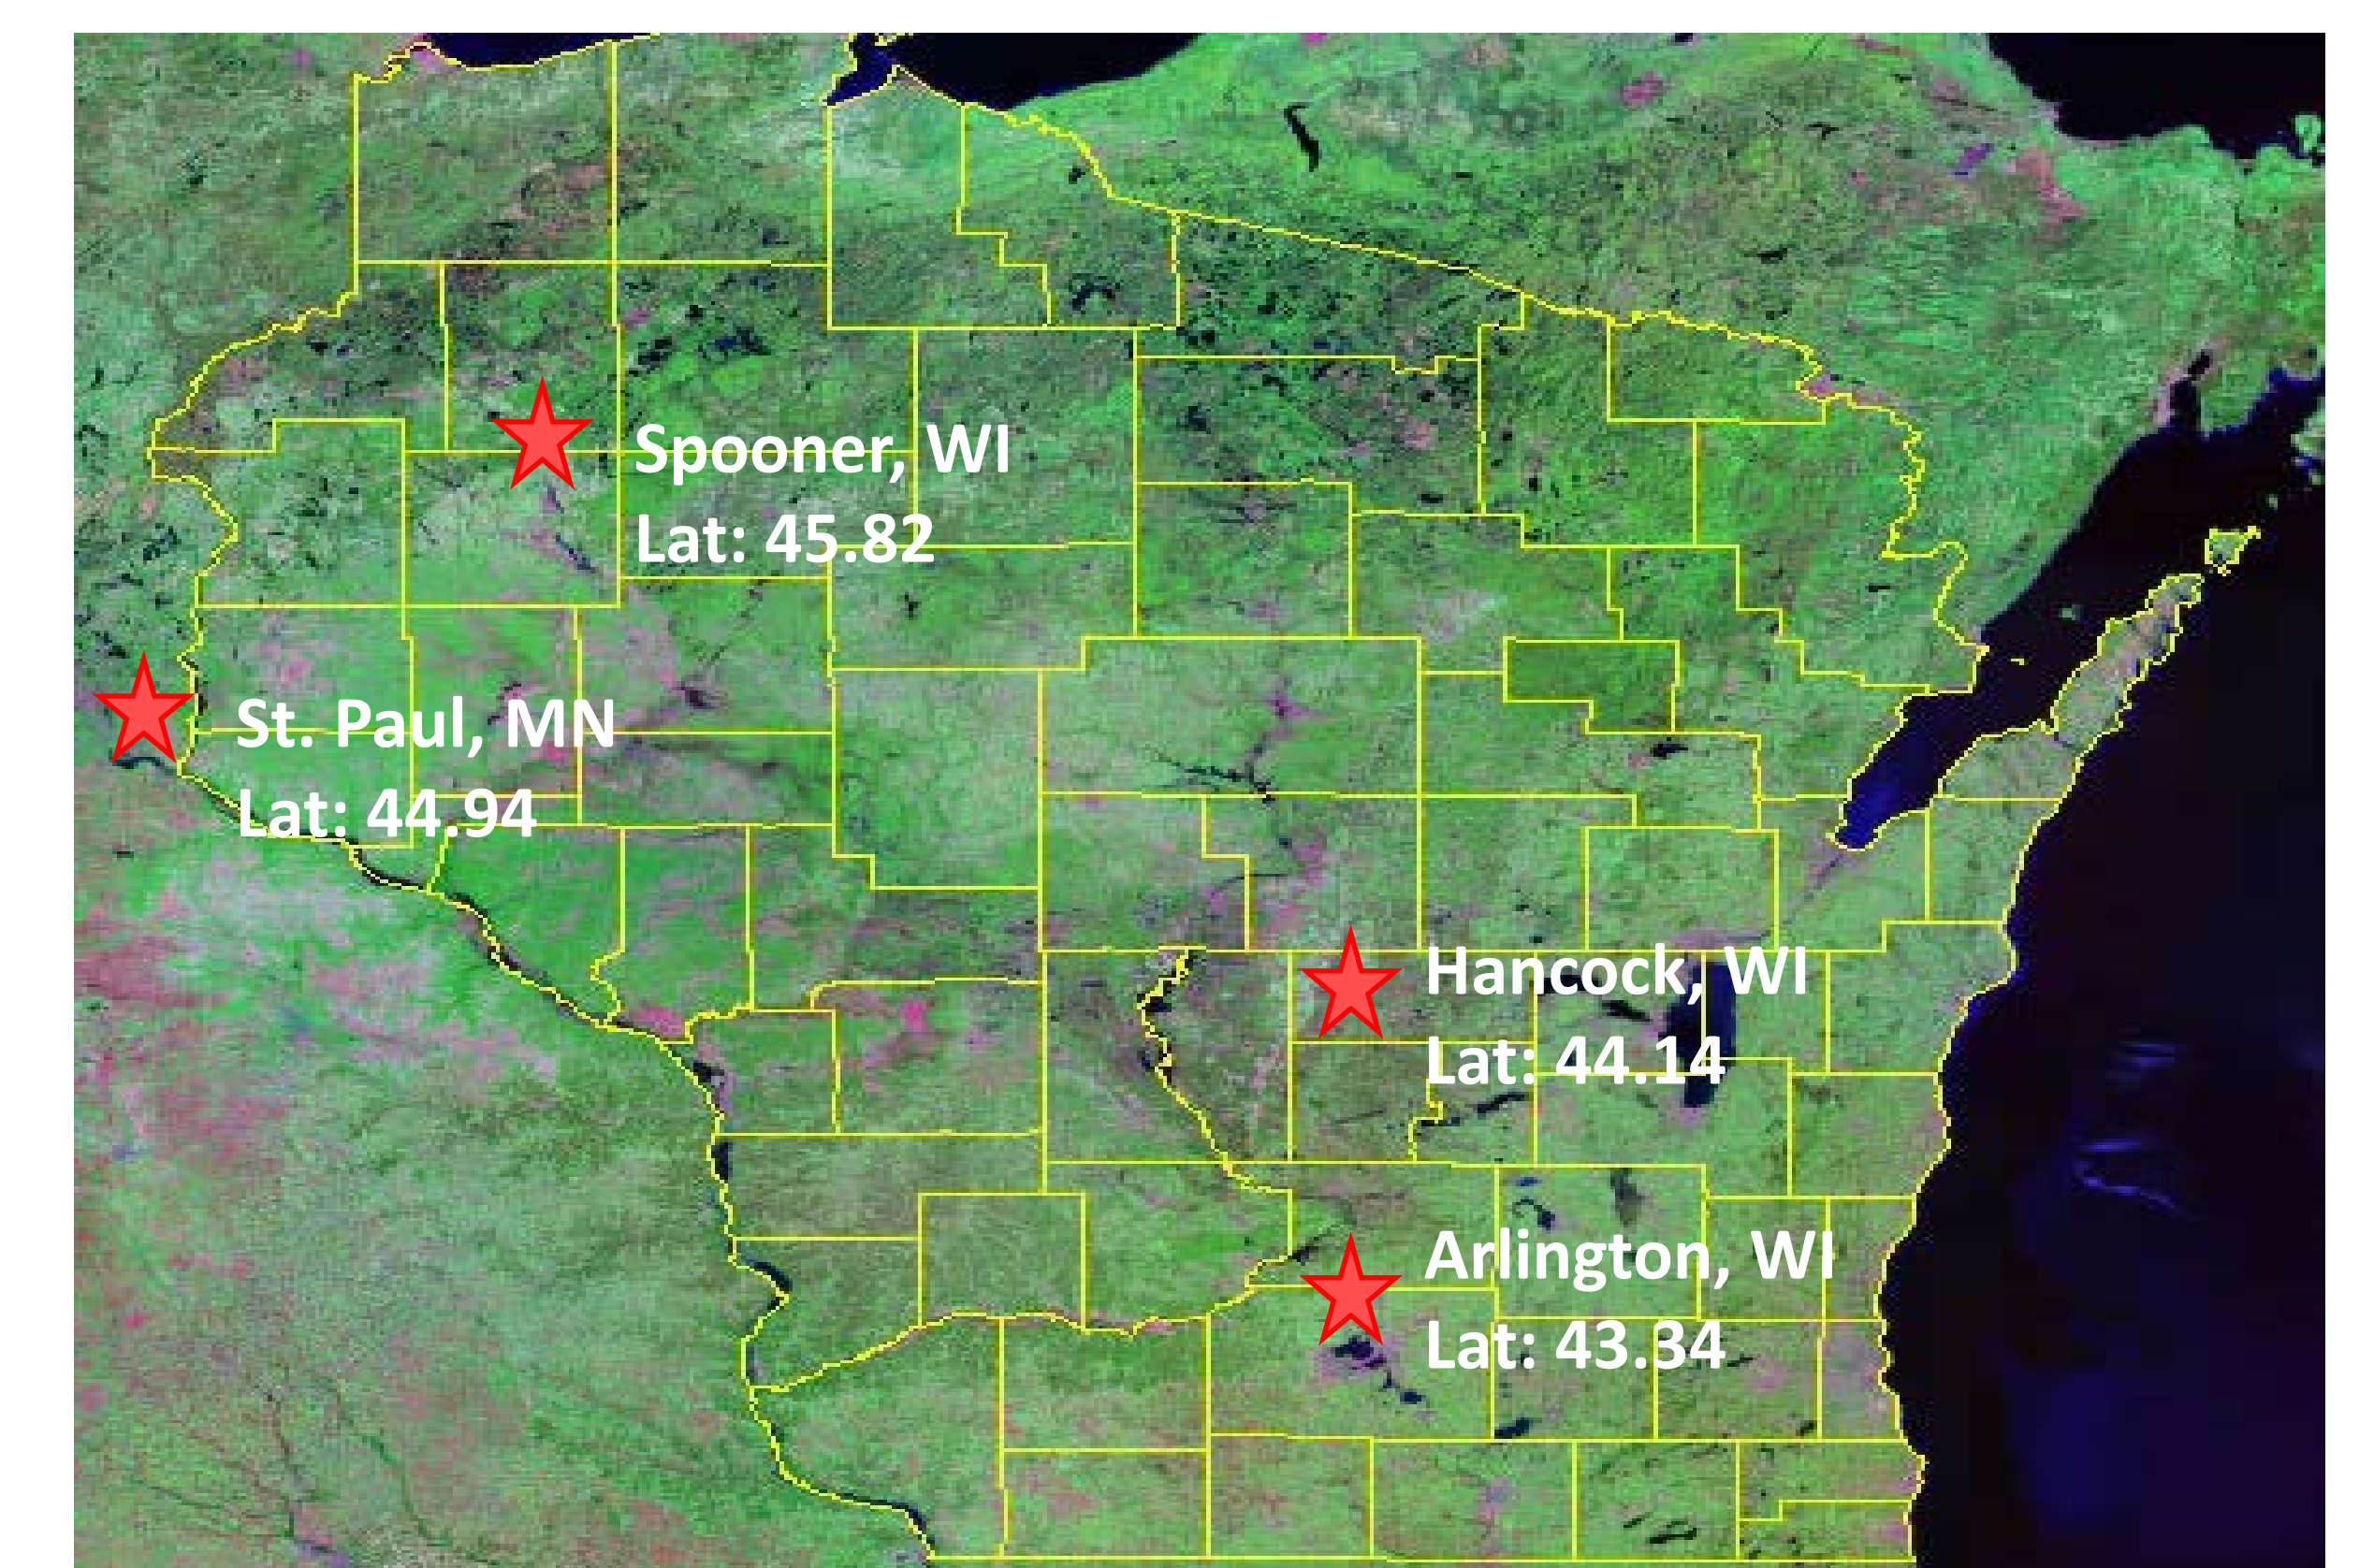 Spooner, WI
Lat: 45.82
St. Paul, MN
Lat: 44.94
Hancock, WI
Lat: 44.14
Arlington, WI
Lat: 43.34